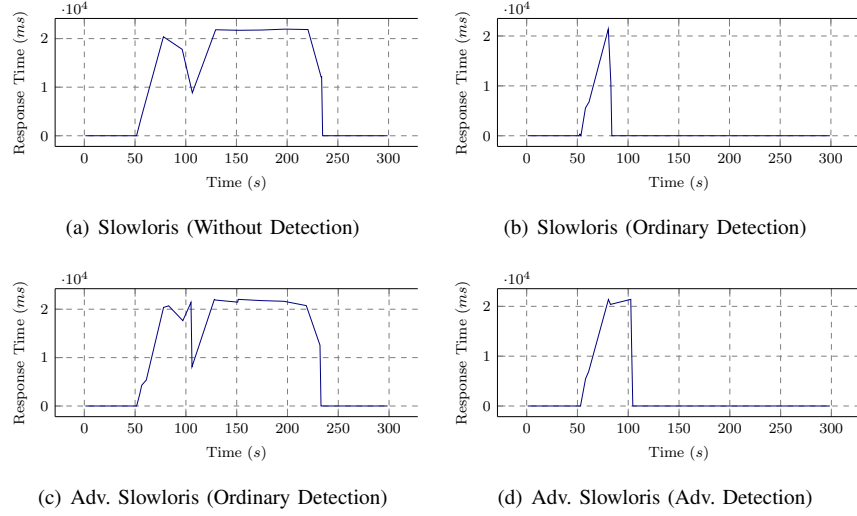 ·10⁴
2
1
0
Response Time (ms)
0 50 100 150 200 250 300
Time (s)
(a) Slowloris (Without Detection)
·10⁴
2
1
0
Response Time (ms)
0 50 100 150 200 250 300
Time (s)
(b) Slowloris (Ordinary Detection)
·10⁴
2
1
0
Response Time (ms)
0 50 100 150 200 250 300
Time (s)
(c) Adv. Slowloris (Ordinary Detection)
·10⁴
2
1
0
Response Time (ms)
0 50 100 150 200 250 300
Time (s)
(d) Adv. Slowloris (Adv. Detection)